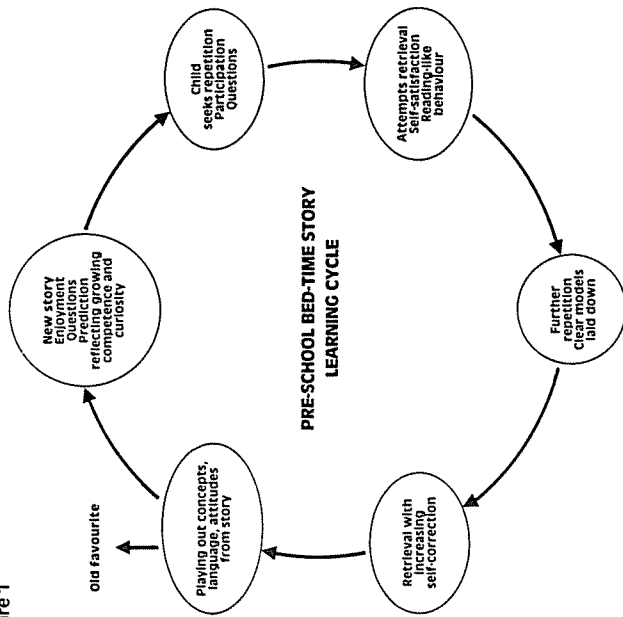 ure 1
PRE-SCHOOL BED-TIME STORY
LEARNING CYCLE
New story
Enjoyment
Questions
Prediction
reflecting growing
competence and
curiosity
Child
seeks repetition
Participation
Questions
Attempts retrieval
Self-satisfaction
Reading-like
behaviour
Further
repetition
Clear models
laid down
Retrieval with
increasing
self-correction
Playing out concepts,
language, attitudes
from story
Old favourite